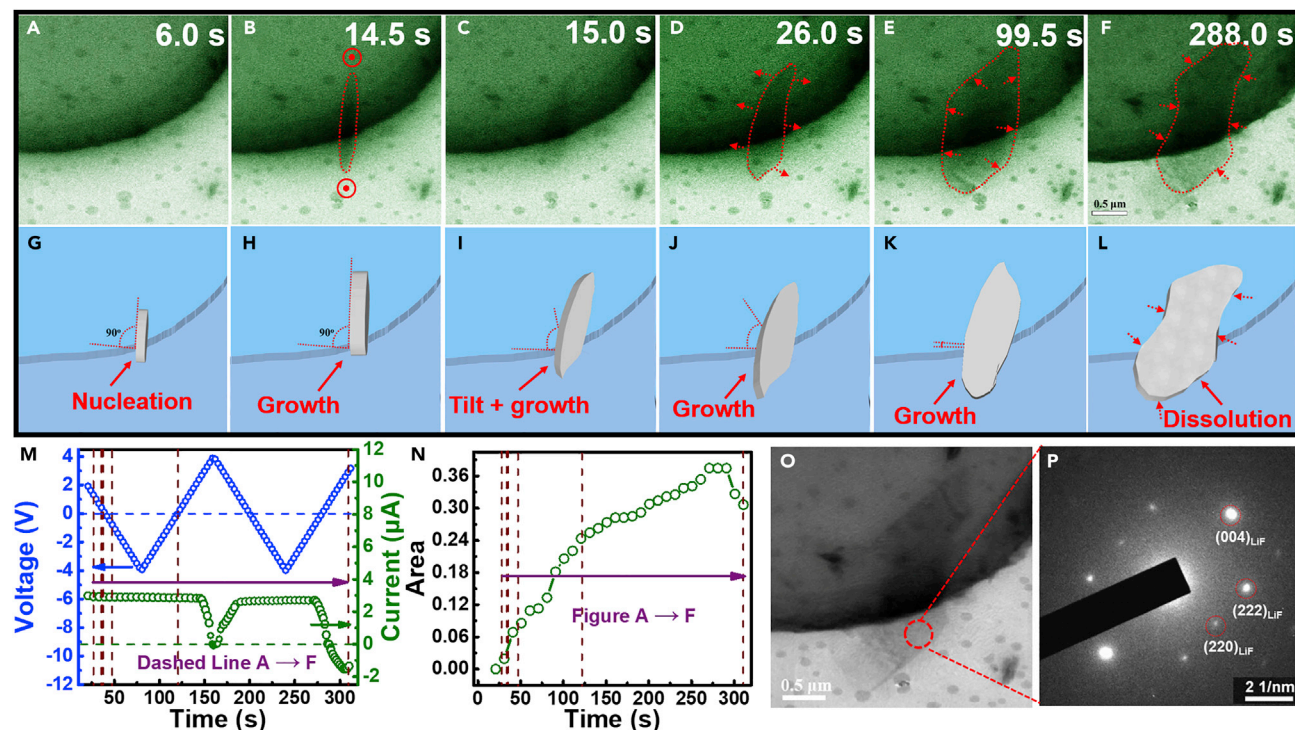 A 6.0 s
B 14.5 s
C 15.0 s
D 26.0 s
E 99.5 s
F 288.0 s
0.5 µm
G
90°
Nucleation
H
90°
Growth
I
Tilt + growth
J
Growth
K
Growth
L
Dissolution
M
Voltage (V)
4
2
0
-2
-4
-6
-8
-10
-12
12
10
8
6
4
2
0
-2
Current (µA)
Dashed Line A → F
50 100 150 200 250 300
Time (s)
N
Area
0.36
0.30
0.24
0.18
0.12
0.06
0.00
Figure A → F
0 50 100 150 200 250 300
Time (s)
O
0.5 µm
P
(004)LiF
(222)LiF
(220)LiF
2 1/nm